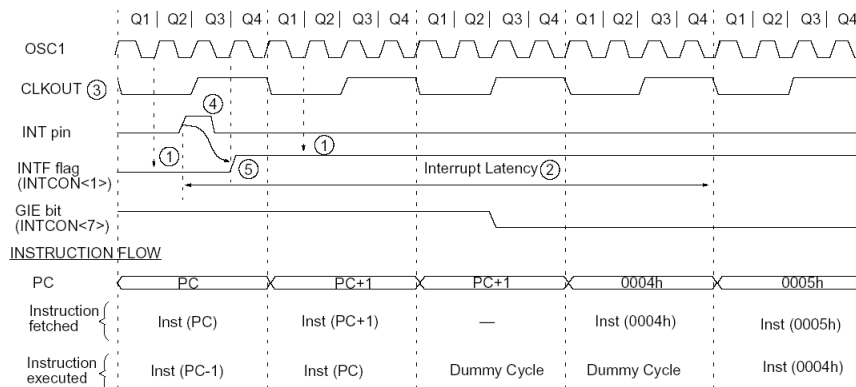 Q1 | Q2 | Q3 | Q4 Q1 | Q2 | Q3 | Q4 Q1 | Q2 | Q3 | Q4 Q1 | Q2 | Q3 | Q4 Q1 | Q2 | Q3 | Q4
OSC1
CLKOUT ③
④
INT pin
① ①
INTF flag ⑤ Interrupt Latency ②
(INTCON<1>)
GIE bit
(INTCON<7>)
INSTRUCTION FLOW
PC PC PC+1 PC+1 0004h 0005h
Instruction
fetched Inst (PC) Inst (PC+1) — Inst (0004h) Inst (0005h)
Instruction
executed Inst (PC-1) Inst (PC) Dummy Cycle Dummy Cycle Inst (0004h)